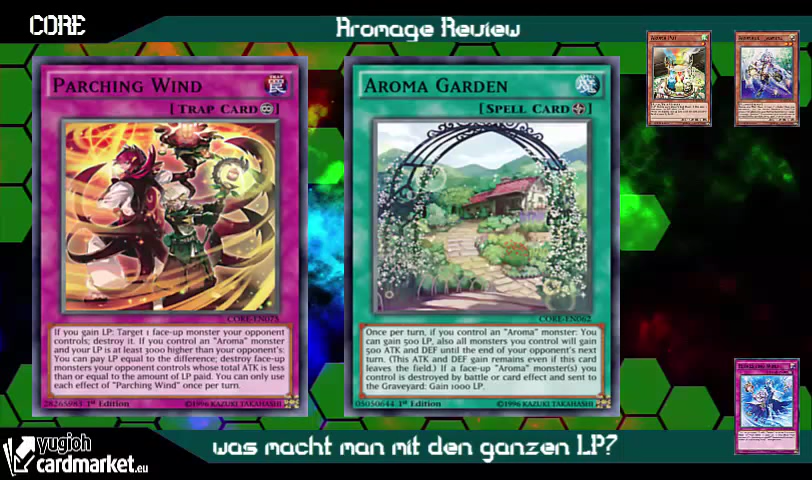 CORE
Aromage Review
PARCHING WIND
TRAP
[TRAP CARD]
CORE-EN073
If you gain LP: Target 1 face-up monster your opponent
controls; destroy it. If you control an "Aroma" monster
and your LP is at least 3000 higher than your opponent's:
You can pay LP equal to the difference; destroy face-up
monsters your opponent controls whose total ATK is less
than or equal to the amount of LP paid. You can only use
each effect of "Parching Wind" once per turn.
28265983 1st Edition ©1996 KAZUKI TAKAHASHI
AROMA GARDEN
SPELL
[SPELL CARD]
CORE-EN062
Once per turn, if you control an "Aroma" monster: You
can gain 500 LP, also all monsters you control will gain
500 ATK and DEF until the end of your opponent's next
turn. (This ATK and DEF gain remains even if this card
leaves the field.) If a face-up "Aroma" monster(s) you
control is destroyed by battle or card effect and sent to
the Graveyard: Gain 1000 LP.
05050644 1st Edition ©1996 KAZUKI TAKAHASHI
yugioh
cardmarket.eu
was macht man mit den ganzen LP?